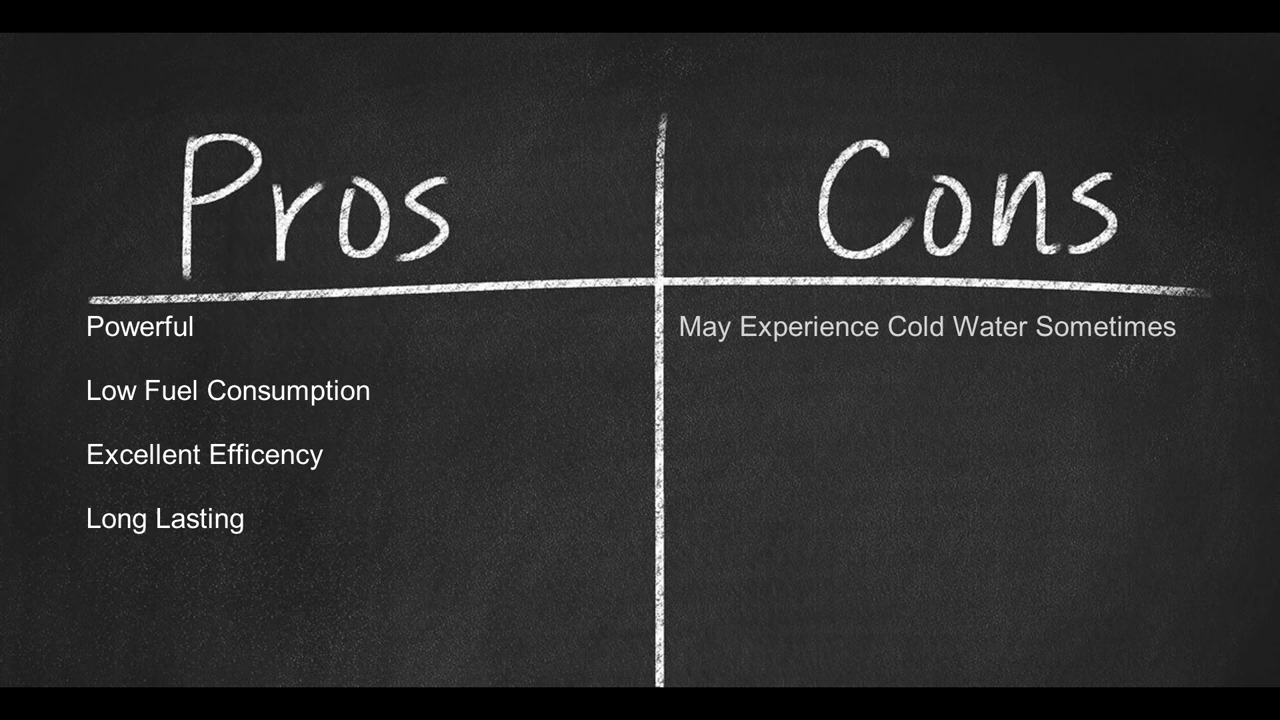 Pros
Cons
Powerful
May Experience Cold Water Sometimes
Low Fuel Consumption
Excellent Efficency
Long Lasting